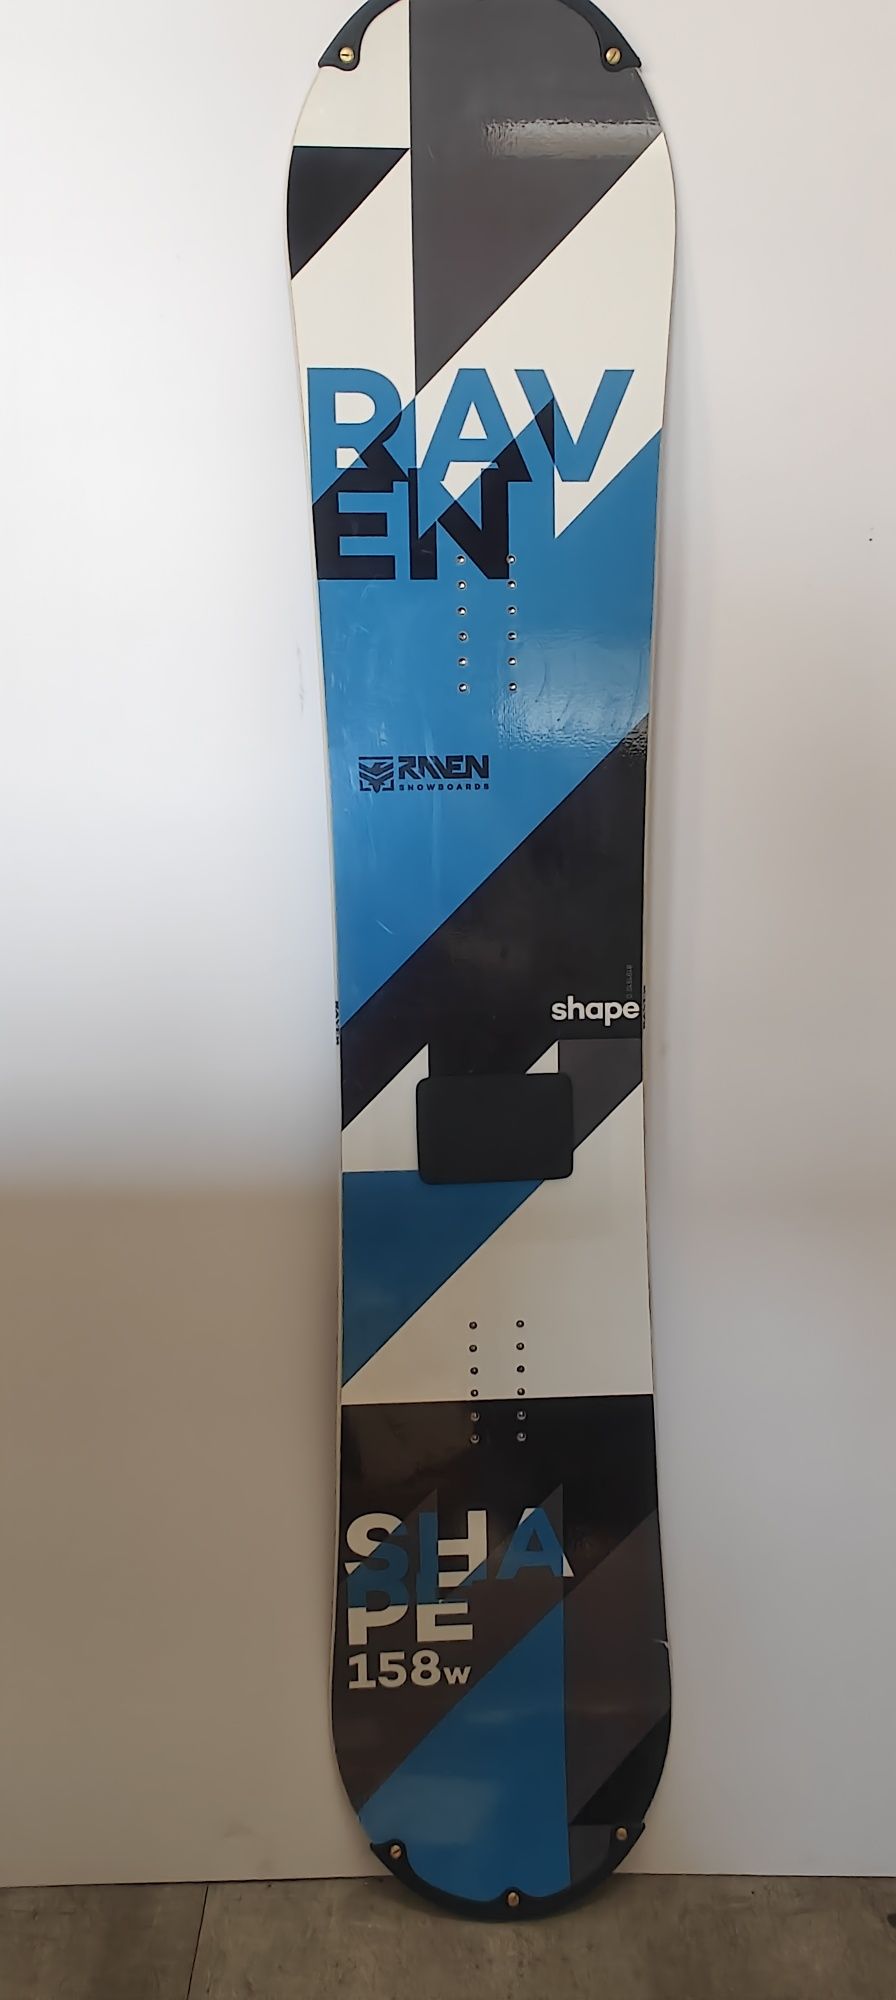 RAV
EN
RAVEN
SNOWBOARDS
shape
SHA
PE
158w